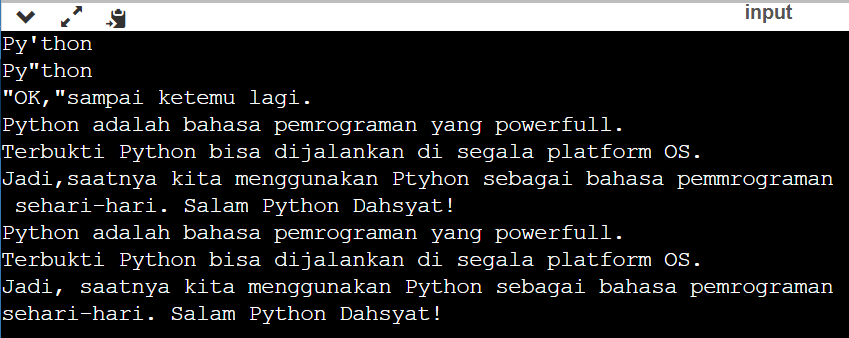 input
Py'thon
Py"thon
"OK,"sampai ketemu lagi.
Python adalah bahasa pemrograman yang powerfull.
Terbukti Python bisa dijalankan di segala platform OS.
Jadi,saatnya kita menggunakan Ptyhon sebagai bahasa pemmrograman
sehari-hari. Salam Python Dahsyat!
Python adalah bahasa pemrograman yang powerfull.
Terbukti Python bisa dijalankan di segala platform OS.
Jadi, saatnya kita menggunakan Python sebagai bahasa pemrograman
sehari-hari. Salam Python Dahsyat!